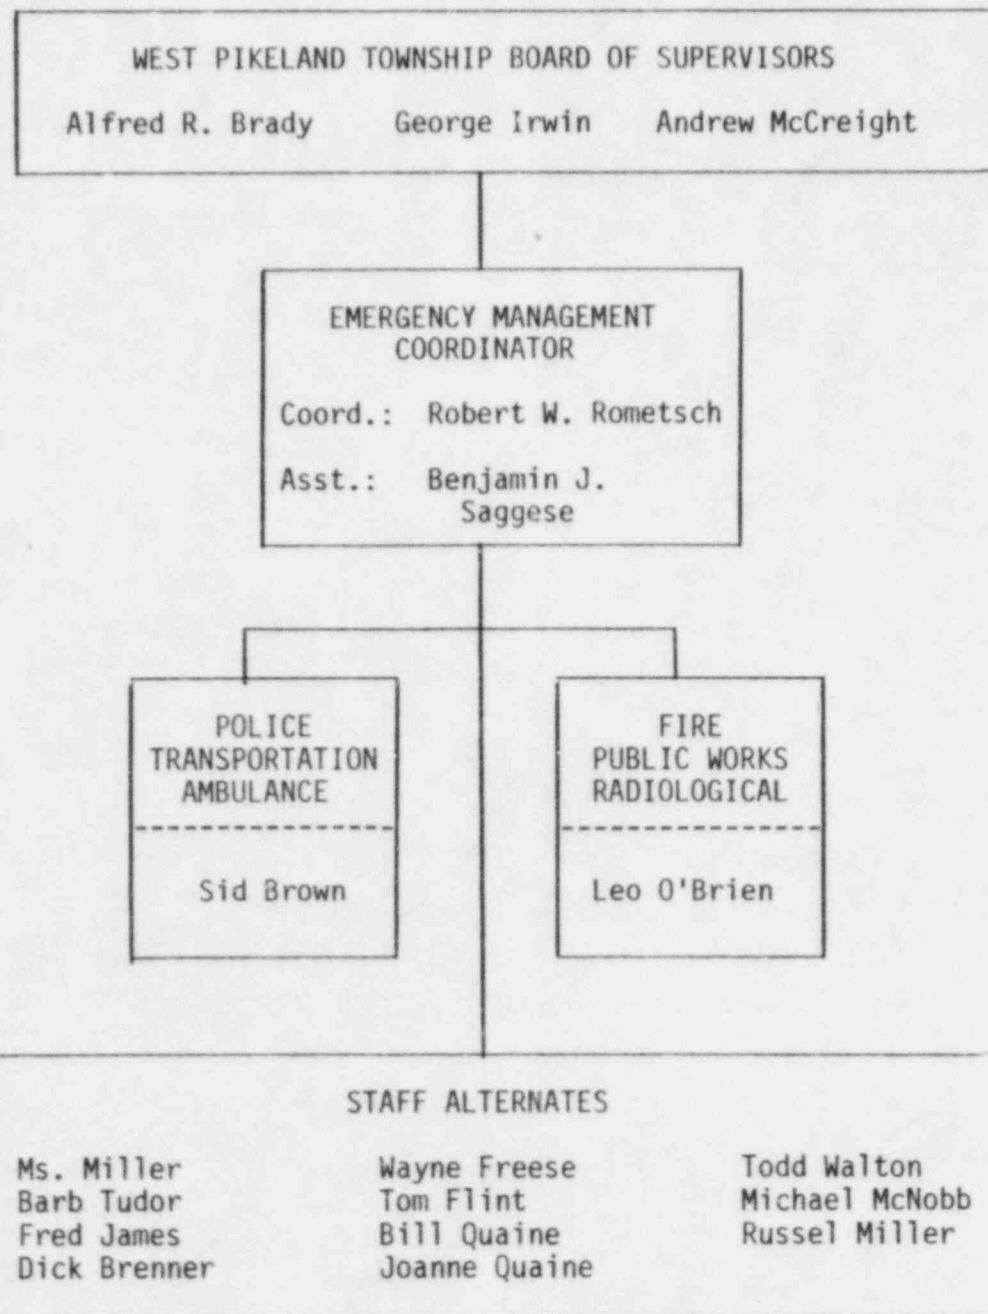 WEST PIKELAND TOWNSHIP BOARD OF SUPERVISORS
Alfred R. Brady George Irwin Andrew McCreight
EMERGENCY MANAGEMENT
COORDINATOR
Coord.: Robert W. Rometsch
Asst.: Benjamin J.
Saggese
POLICE
TRANSPORTATION
AMBULANCE
Sid Brown
FIRE
PUBLIC WORKS
RADIOLOGICAL
Leo O'Brien
STAFF ALTERNATES
Ms. Miller
Barb Tudor
Fred James
Dick Brenner
Wayne Freese
Tom Flint
Bill Quaine
Joanne Quaine
Todd Walton
Michael McNobb
Russel Miller